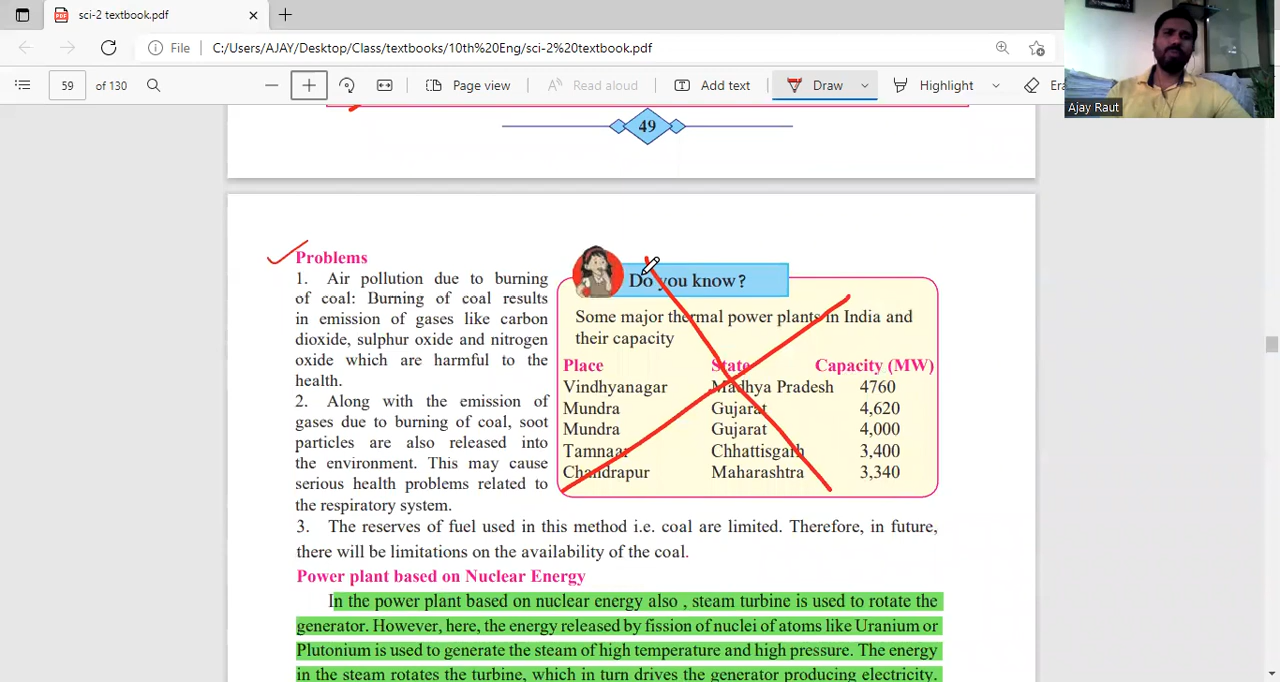 sci-2 textbook.pdf
File C:/Users/AJAY/Desktop/Class/textbooks/10th%20Eng/sci-2%20textbook.pdf
59 of 130
Page view
Read aloud
Add text
Draw
Highlight
Ajay Raut
49
Problems
1. Air pollution due to burning
of coal: Burning of coal results
in emission of gases like carbon
dioxide, sulphur oxide and nitrogen
oxide which are harmful to the
health.
2. Along with the emission of
gases due to burning of coal, soot
particles are also released into
the environment. This may cause
serious health problems related to
the respiratory system.
Do you know?
Some major thermal power plants in India and
their capacity
Place State Capacity (MW)
Vindhyanagar Madhya Pradesh 4760
Mundra Gujarat 4,620
Mundra Gujarat 4,000
Tamnaar Chhattisgarh 3,400
Chandrapur Maharashtra 3,340
3. The reserves of fuel used in this method i.e. coal are limited. Therefore, in future,
there will be limitations on the availability of the coal.
Power plant based on Nuclear Energy
In the power plant based on nuclear energy also , steam turbine is used to rotate the
generator. However, here, the energy released by fission of nuclei of atoms like Uranium or
Plutonium is used to generate the steam of high temperature and high pressure. The energy
in the steam rotates the turbine, which in turn drives the generator producing electricity.